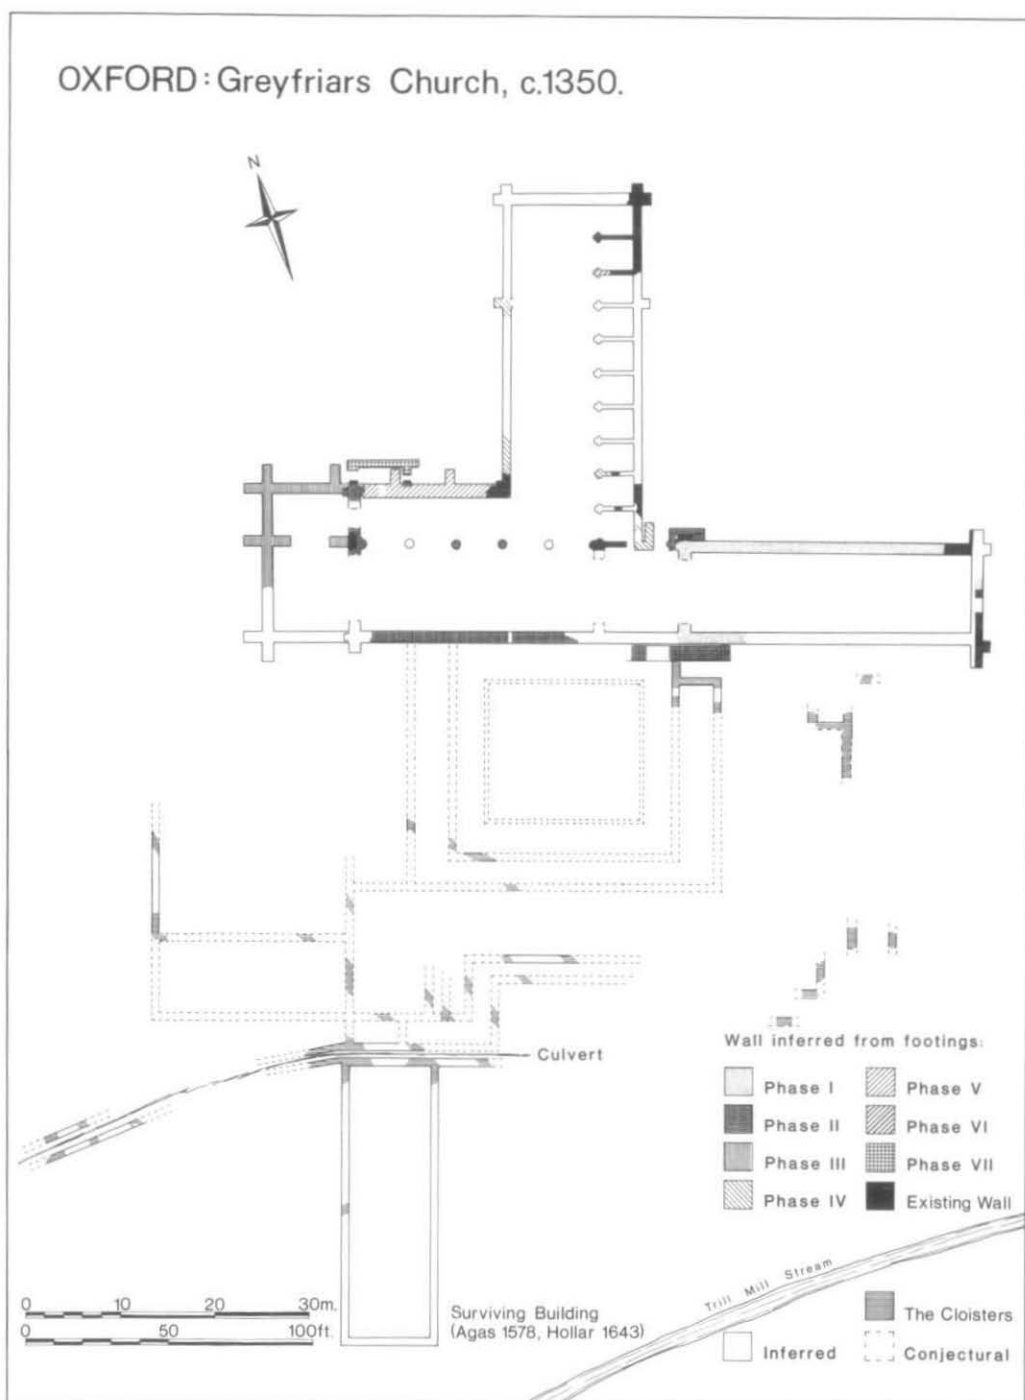 OXFORD: Greyfriars Church, c.1350.
N
Culvert
Wall inferred from footings:
Phase I
Phase II
Phase III
Phase IV
Phase V
Phase VI
Phase VII
Existing Wall
Trill Mill Stream
0 10 20 30m.
0 50 100ft.
Surviving Building
(Agas 1578, Hollar 1643)
The Cloisters
Inferred
Conjectural